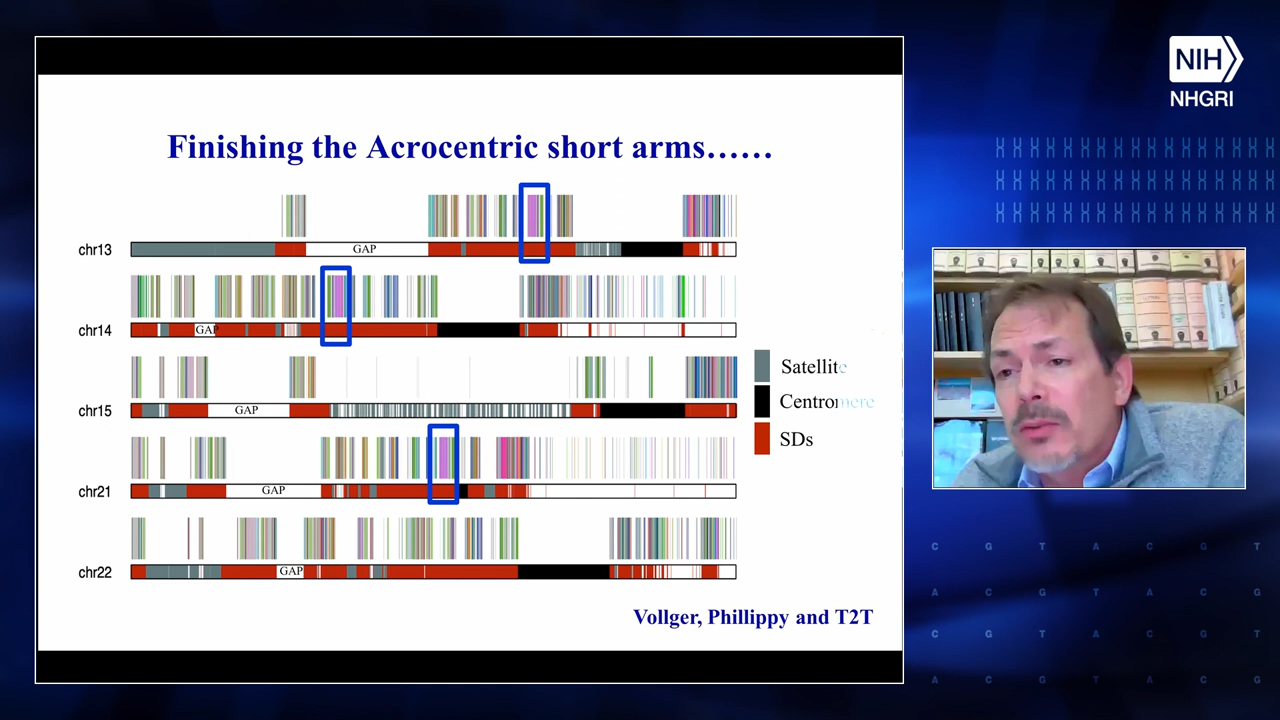 NIH
NHGRI
Finishing the Acrocentric short arms……
chr13
GAP
chr14
GAP
chr15
GAP
chr21
GAP
chr22
GAP
Satellite
Centromere
SDs
Vollger, Phillippy and T2T
C G T A C G T
A C G T A C G
C G T A C G T
A C G T A C G